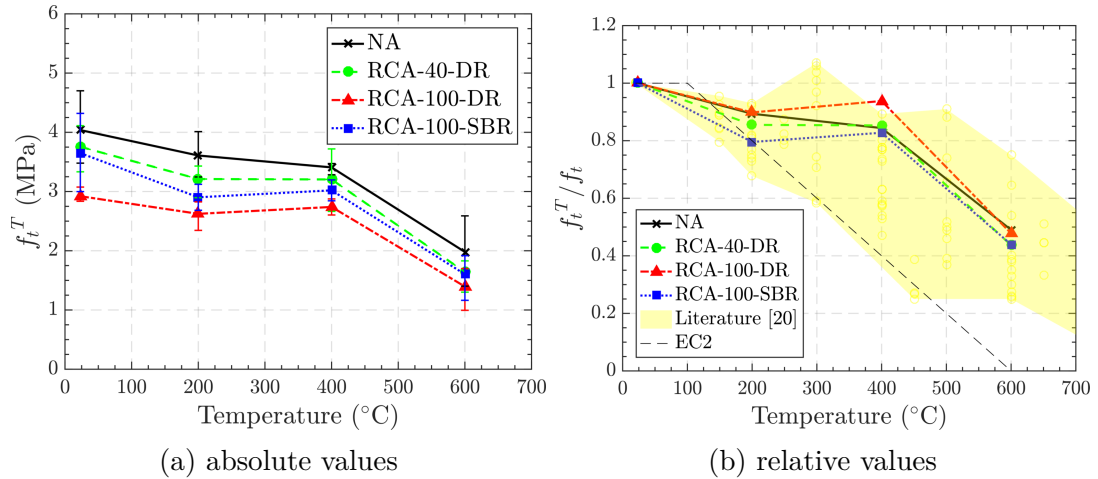 6
5
4
3
2
1
0
f_t^T (MPa)
NA
RCA-40-DR
RCA-100-DR
RCA-100-SBR
0 100 200 300 400 500 600 700
Temperature (°C)
(a) absolute values
1.2
1
0.8
0.6
0.4
0.2
0
f_t^T/f_t
NA
RCA-40-DR
RCA-100-DR
RCA-100-SBR
Literature [20]
EC2
0 100 200 300 400 500 600 700
Temperature (°C)
(b) relative values